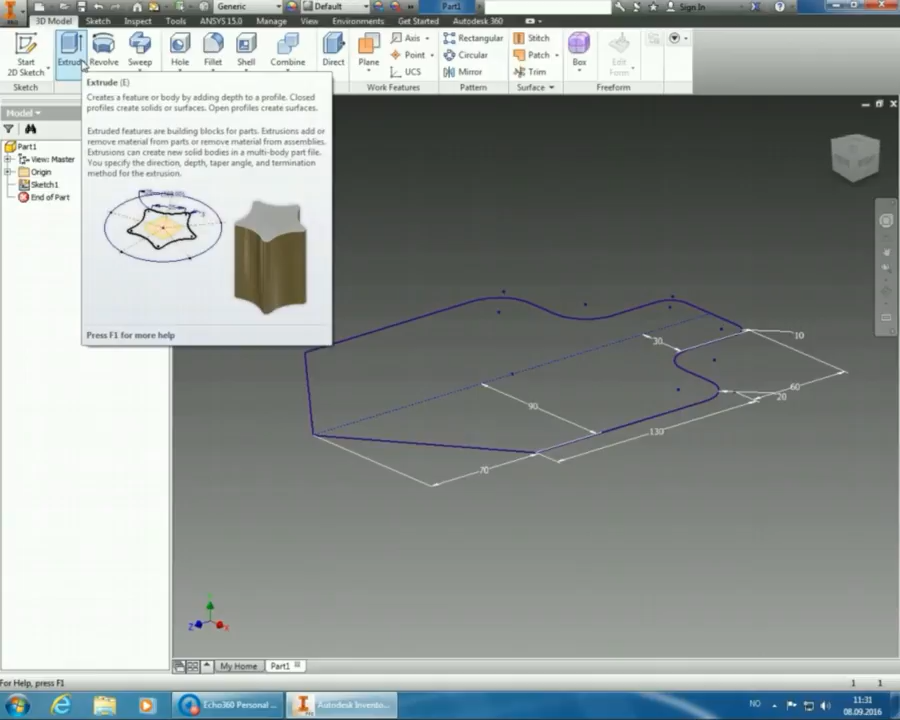 Generic
Default
Part1
Sign In
PRO
3D Model Sketch Inspect Tools ANSYS 15.0 Manage View Environments Get Started Autodesk 360
Start
2D Sketch
Extrude
Revolve
Sweep
Hole
Fillet
Shell
Combine
Direct
Plane
Axis
Point
UCS
Rectangular
Circular
Mirror
Stitch
Patch
Trim
Box
Edit
Form
Sketch
Work Features
Pattern
Surface
Freeform
Model
Part1
View: Master
Origin
Sketch1
End of Part
Extrude (E)
Creates a feature or body by adding depth to a profile. Closed
profiles create solids or surfaces. Open profiles create surfaces.
Extruded features are building blocks for parts. Extrusions add or
remove material from parts or remove material from assemblies.
Extrusions can create new solid bodies in a multi-body part file.
You specify the direction, depth, taper angle, and termination
method for the extrusion.
Press F1 for more help
30
10
60
20
90
130
70
Y
Z
X
My Home
Part1
For Help, press F1
1 1
Echo360 Personal ...
Autodesk Invento...
NO
11:31
08.09.2016